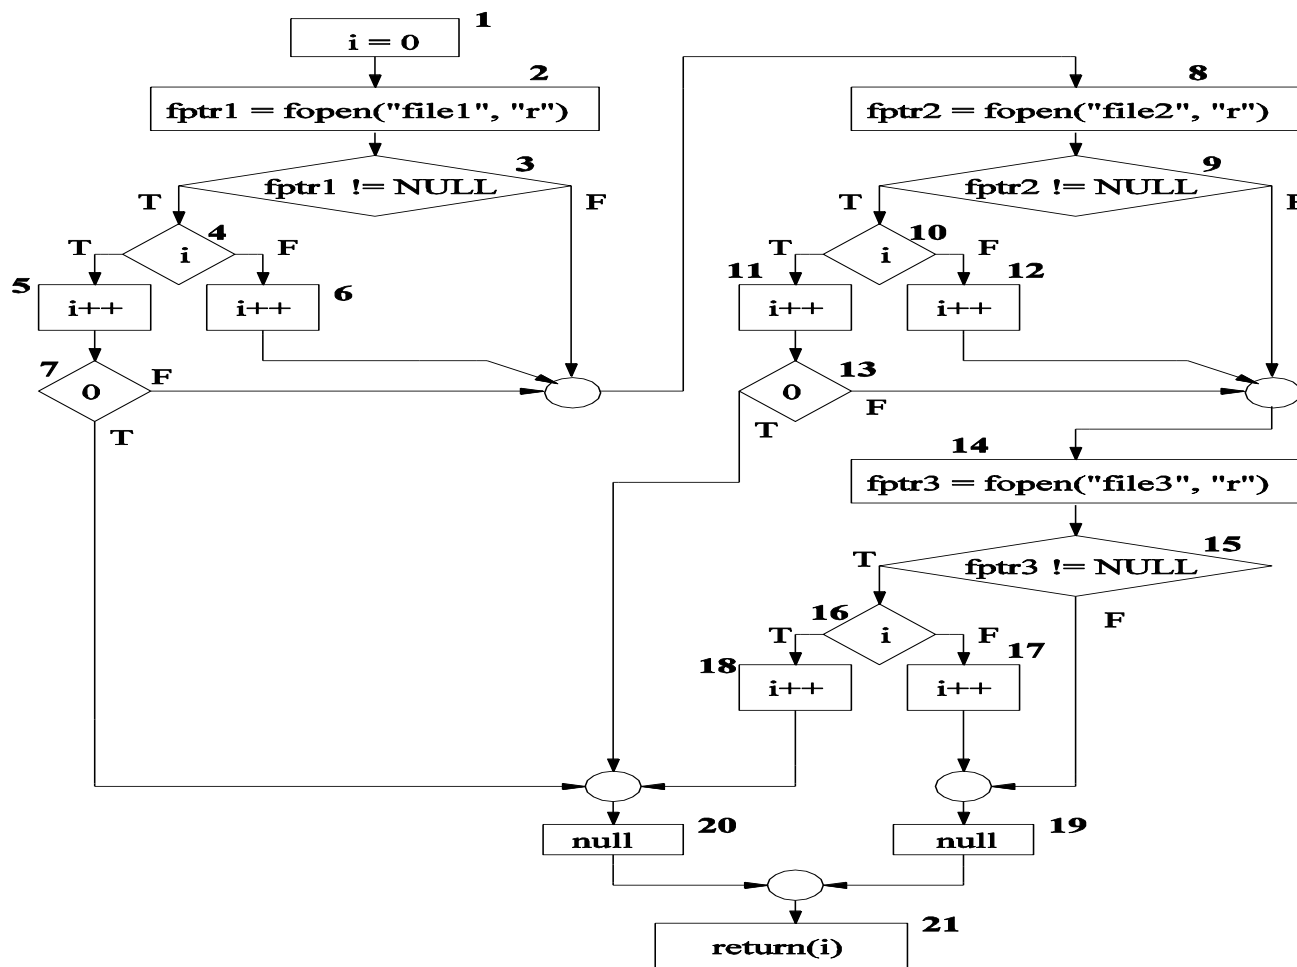 1
i = 0
2
fptr1 = fopen("file1", "r")
3
fptr1 != NULL
T
F
4
i
T
F
5
i++
6
i++
7
0
F
T
8
fptr2 = fopen("file2", "r")
9
fptr2 != NULL
T
F
10
i
T
F
11
i++
12
i++
13
0
F
T
14
fptr3 = fopen("file3", "r")
15
fptr3 != NULL
T
F
16
i
T
F
18
i++
17
i++
20
null
19
null
21
return(i)